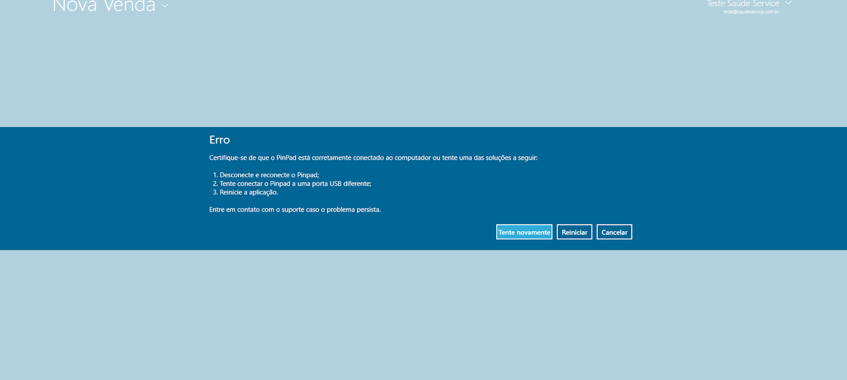 Nova Venda
Teste Saúde Service
Erro
Certifique-se de que o PinPad está corretamente conectado ao computador ou tente uma das soluções a seguir:
1. Desconecte e reconecte o Pinpad;
2. Tente conectar o Pinpad a uma porta USB diferente;
3. Reinicie a aplicação.
Entre em contato com o suporte caso o problema persista.
Tente novamente Reiniciar Cancelar